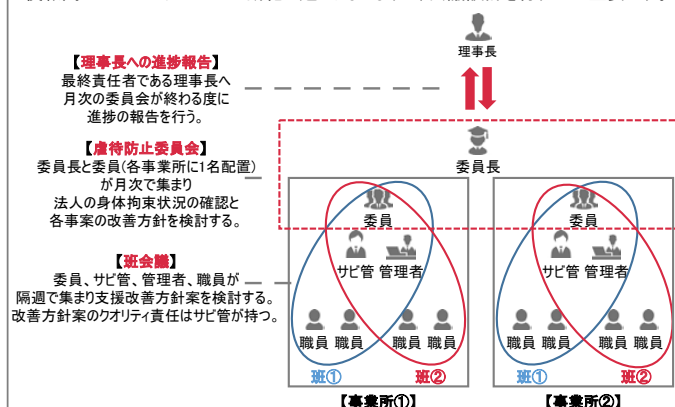 理事長
【理事長への進捗報告】
最終責任者である理事長へ
月次の委員会が終わる度に
進捗の報告を行う。
委員長
【虐待防止委員会】
委員長と委員(各事業所に1名配置)
が月次で集まり
法人の身体拘束状況の確認と
各事案の改善方針を検討する。
【班会議】
委員、サビ管、管理者、職員が
隔週で集まり支援改善方針案を検討する。
改善方針案のクオリティ責任はサビ管が持つ。
委員
サビ管 管理者
職員 職員 職員 職員
班① 班②
【事業所①】
委員
サビ管 管理者
職員 職員 職員 職員
班① 班②
【事業所②】